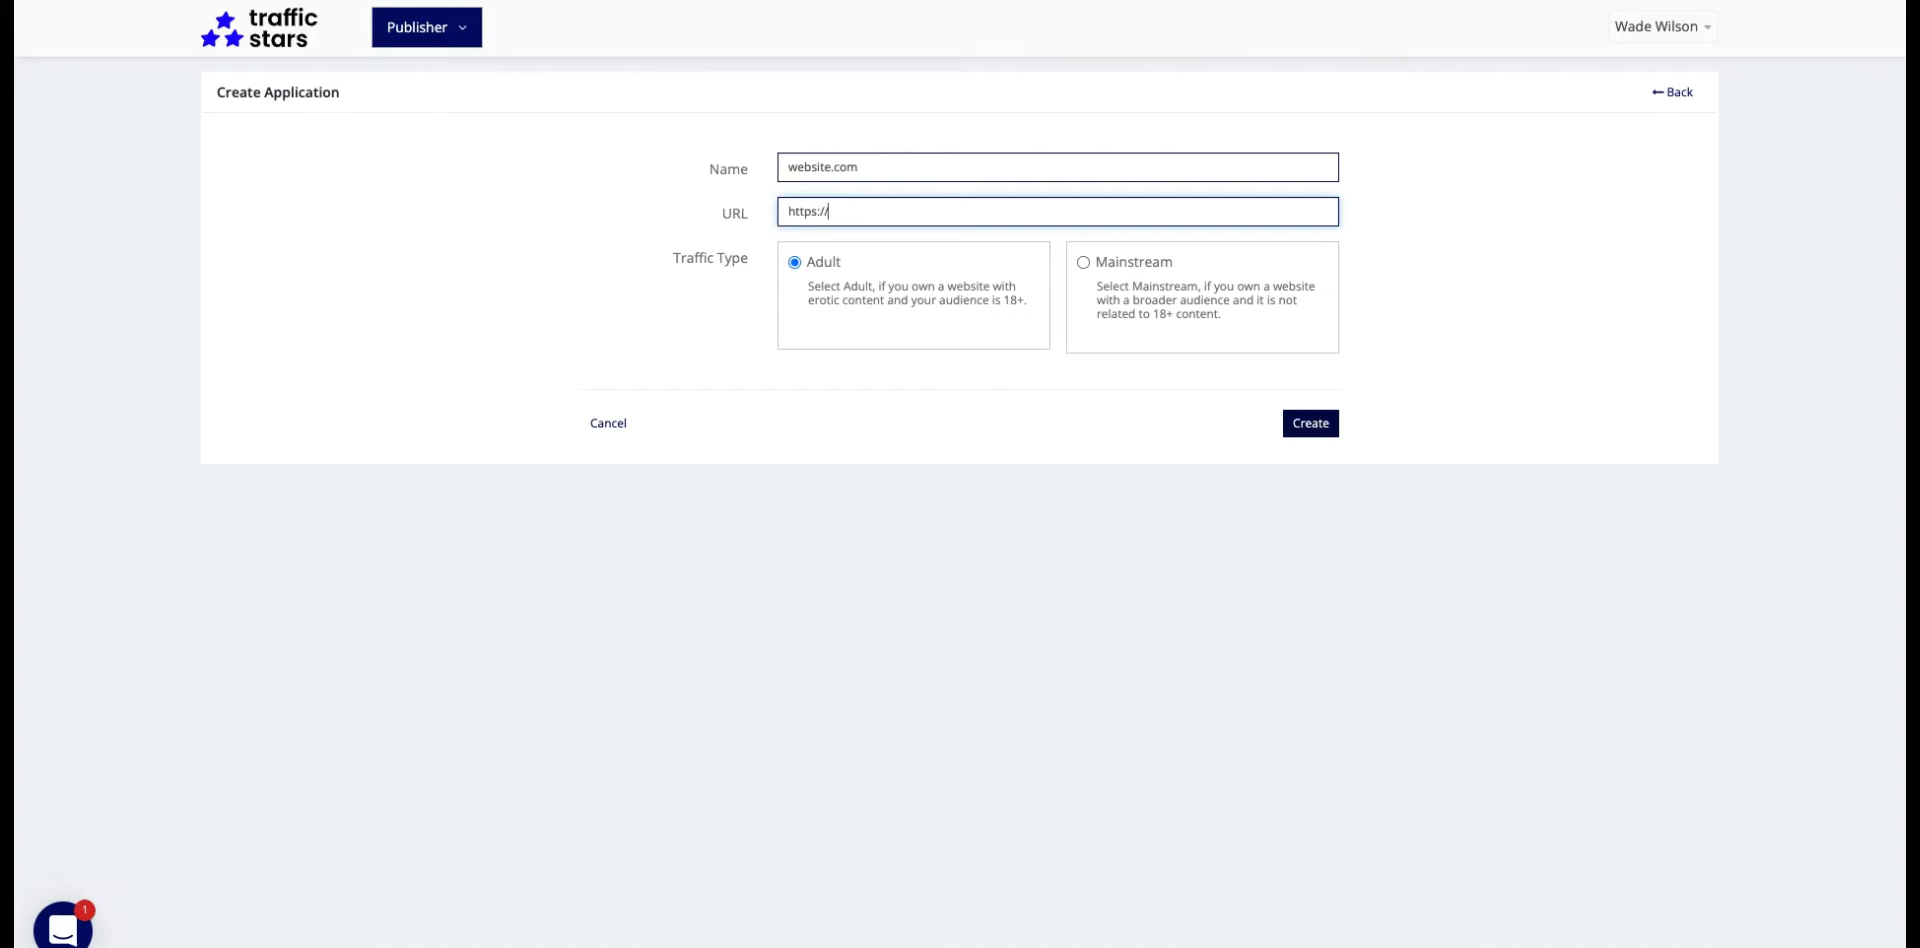 traffic
stars
Publisher
Wade Wilson
Create Application
← Back
Name
website.com
URL
https://
Traffic Type
Adult
Select Adult, if you own a website with
erotic content and your audience is 18+.
Mainstream
Select Mainstream, if you own a website
with a broader audience and it is not
related to 18+ content.
Cancel
Create
1